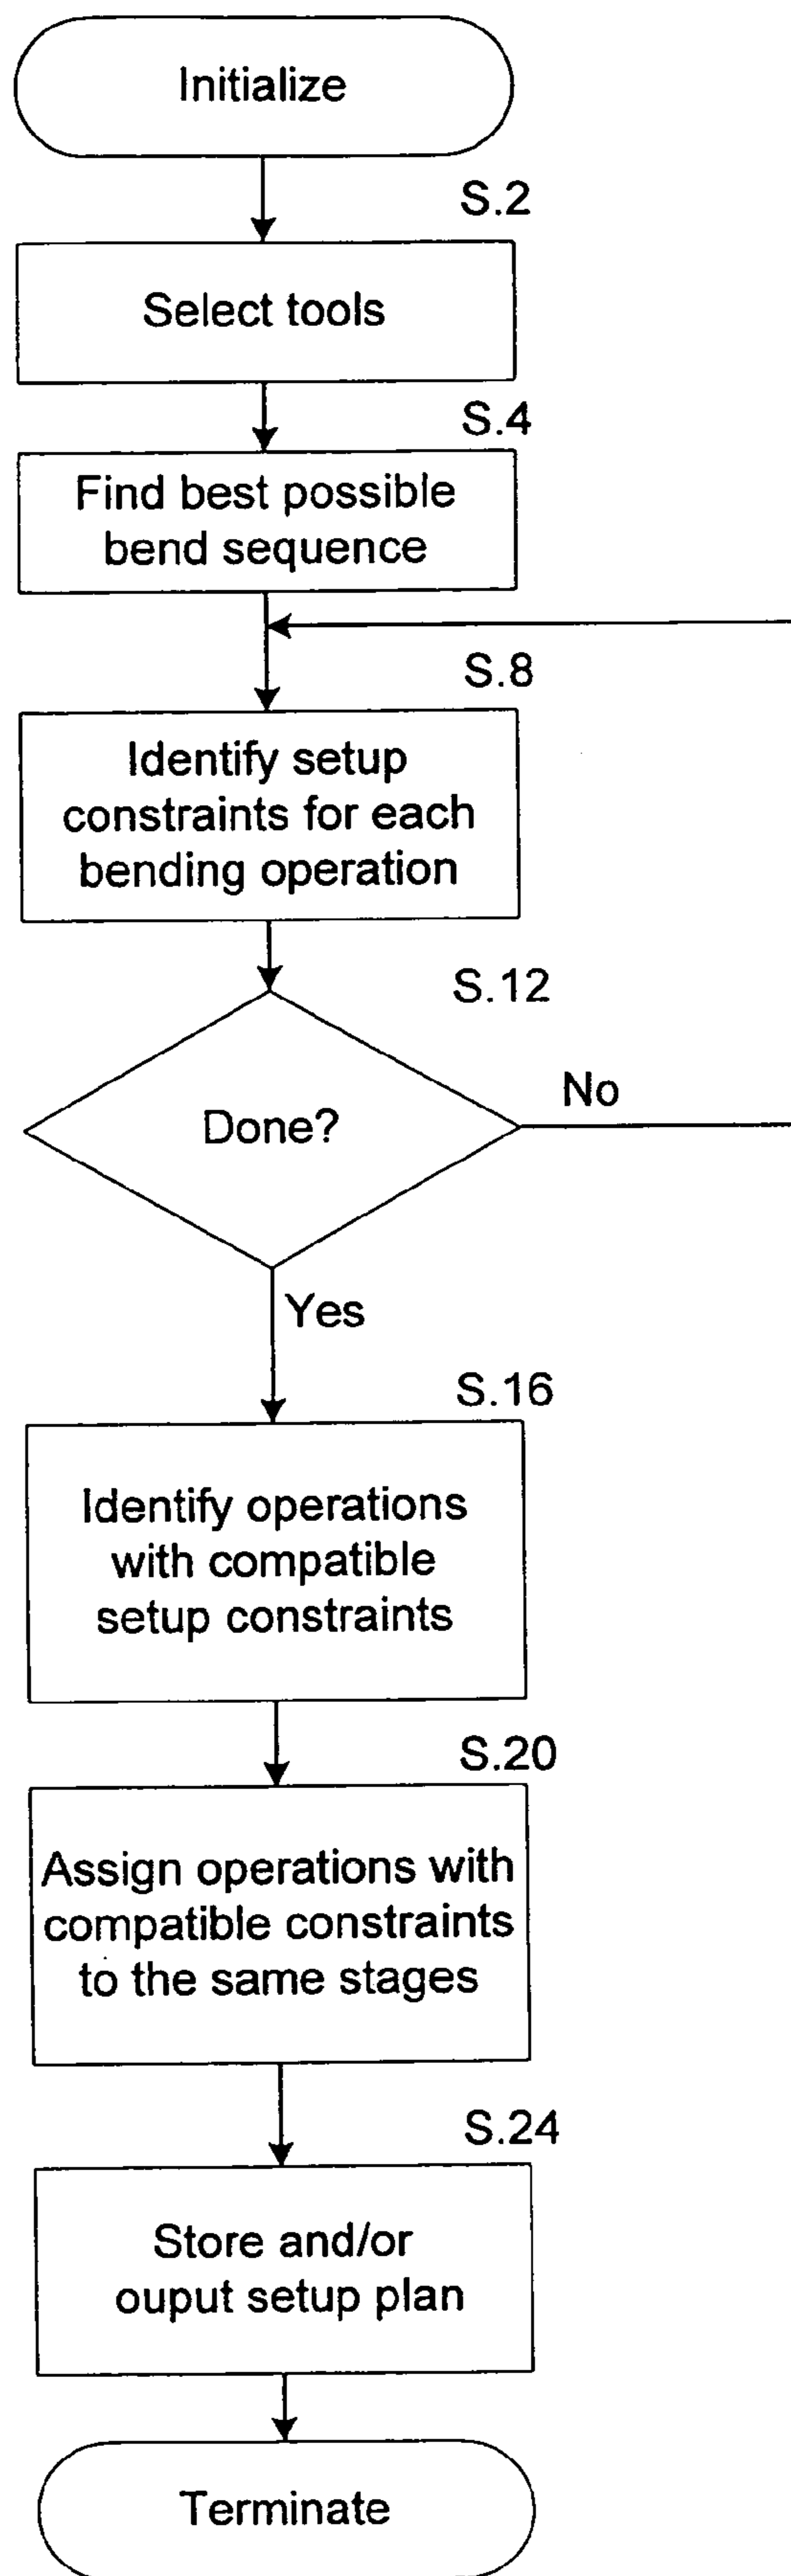 Initialize
S.2
Select tools
S.4
Find best possible
bend sequence
S.8
Identify setup
constraints for each
bending operation
S.12
Done?
No
Yes
S.16
Identify operations
with compatible
setup constraints
S.20
Assign operations with
compatible constraints
to the same stages
S.24
Store and/or
ouput setup plan
Terminate